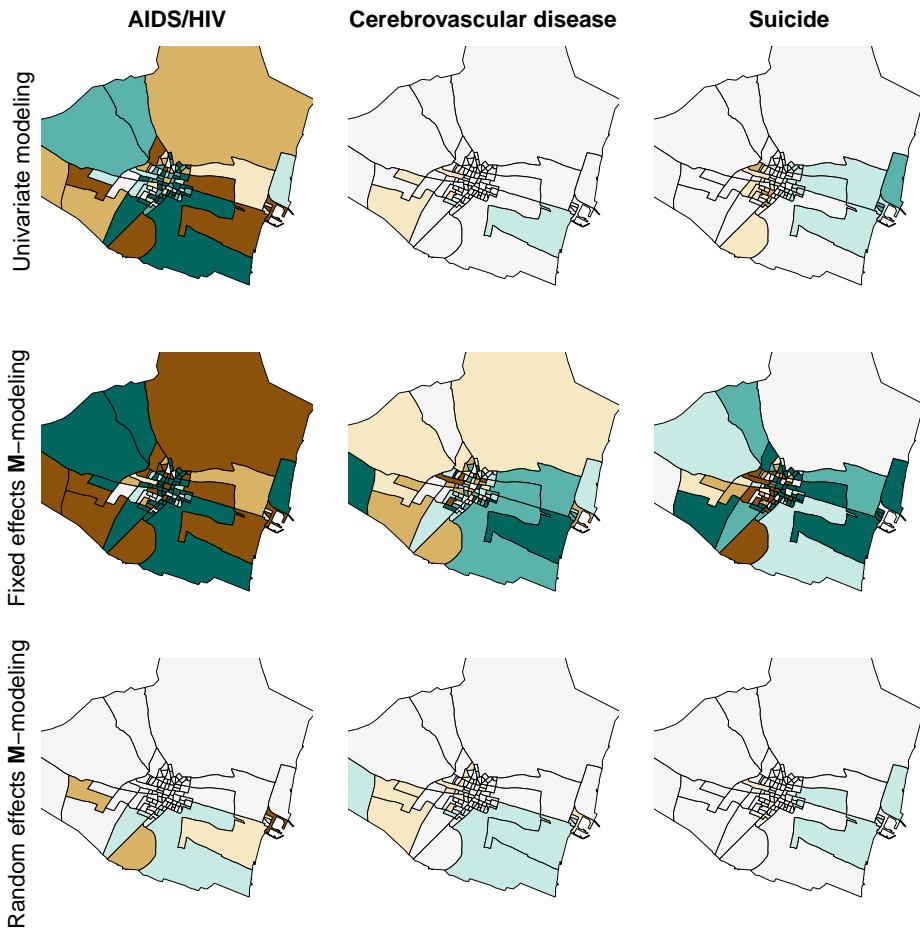 AIDS/HIV
Cerebrovascular disease
Suicide
Univariate modeling
Fixed effects M−modeling
Random effects M−modeling